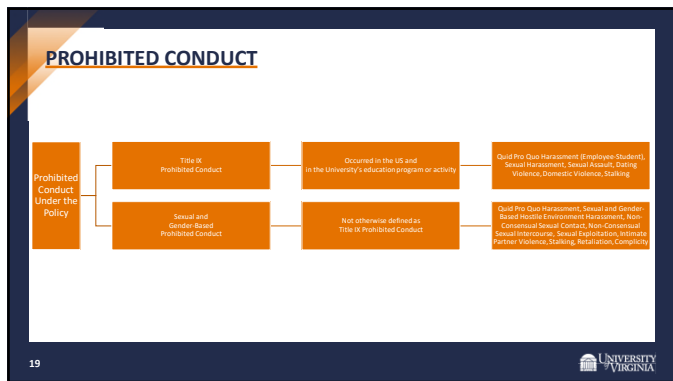 PROHIBITED CONDUCT
Prohibited
Conduct
Under the
Policy
Title IX
Prohibited Conduct
Occurred in the US and
in the University's education program or activity
Quid Pro Quo Harassment (Employee-Student),
Sexual Harassment, Sexual Assault, Dating
Violence, Domestic Violence, Stalking
Sexual and
Gender-Based
Prohibited Conduct
Not otherwise defined as
Title IX Prohibited Conduct
Quid Pro Quo Harassment, Sexual and Gender-
Based Hostile Environment Harassment, Non-
Consensual Sexual Contact, Non-Consensual
Sexual Intercourse, Sexual Exploitation, Intimate
Partner Violence, Stalking, Retaliation, Complicity
19
UNIVERSITY
of VIRGINIA